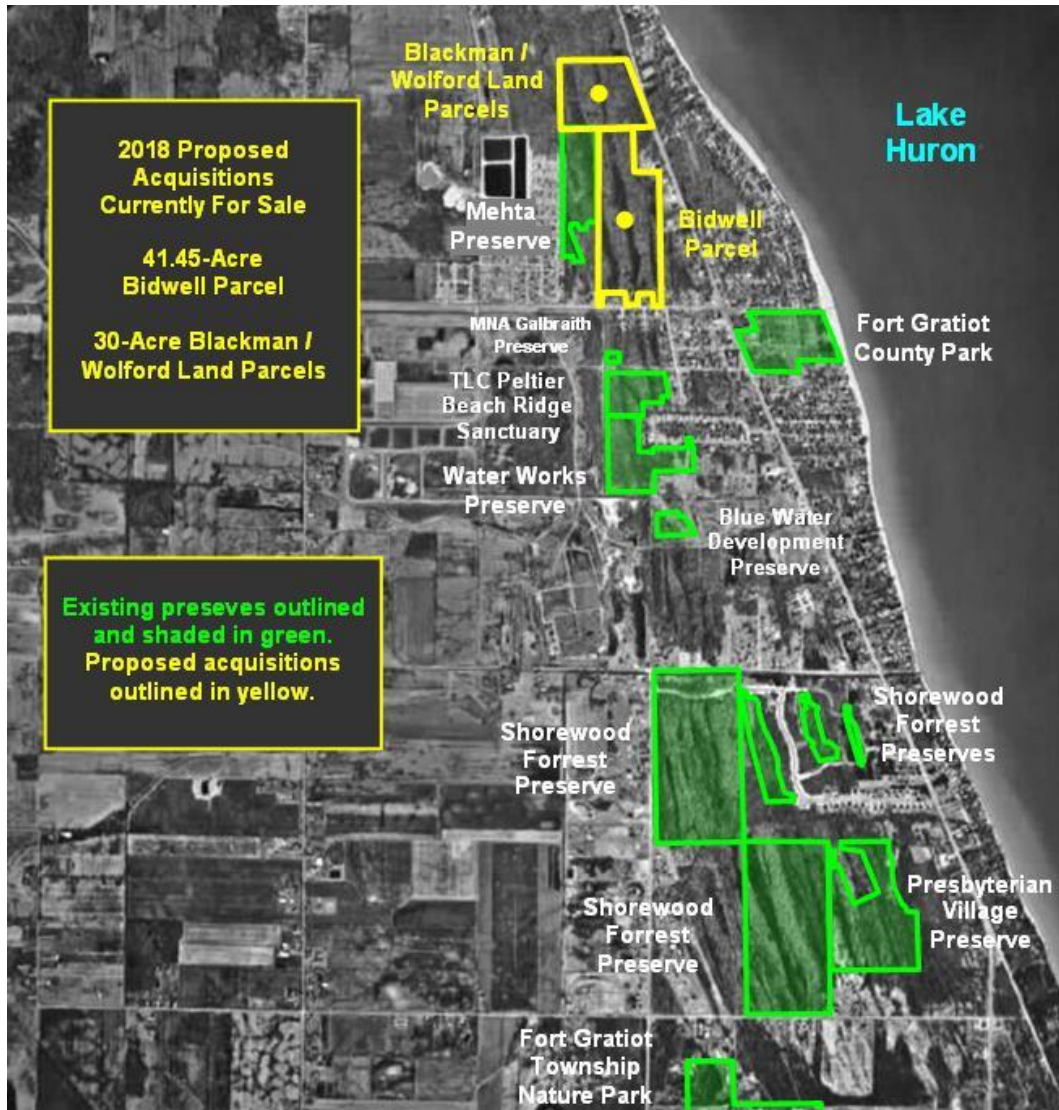 Blackman /
Wolford Land
Parcels
Lake
Huron
2018 Proposed
Acquisitions
Currently For Sale
41.45-Acre
Bidwell Parcel
30-Acre Blackman /
Wolford Land Parcels
Mehta
Preserve
Bidwell
Parcel
MNA Galbraith
Preserve
Fort Gratiot
County Park
TLC Peltier
Beach Ridge
Sanctuary
Water Works
Preserve
Blue Water
Development
Preserve
Existing preseves outlined
and shaded in green.
Proposed acquisitions
outlined in yellow.
Shorewood
Forrest
Preserve
Shorewood
Forrest
Preserves
Shorewood
Forrest
Preserve
Presbyterian
Village
Preserve
Fort Gratiot
Township
Nature Park